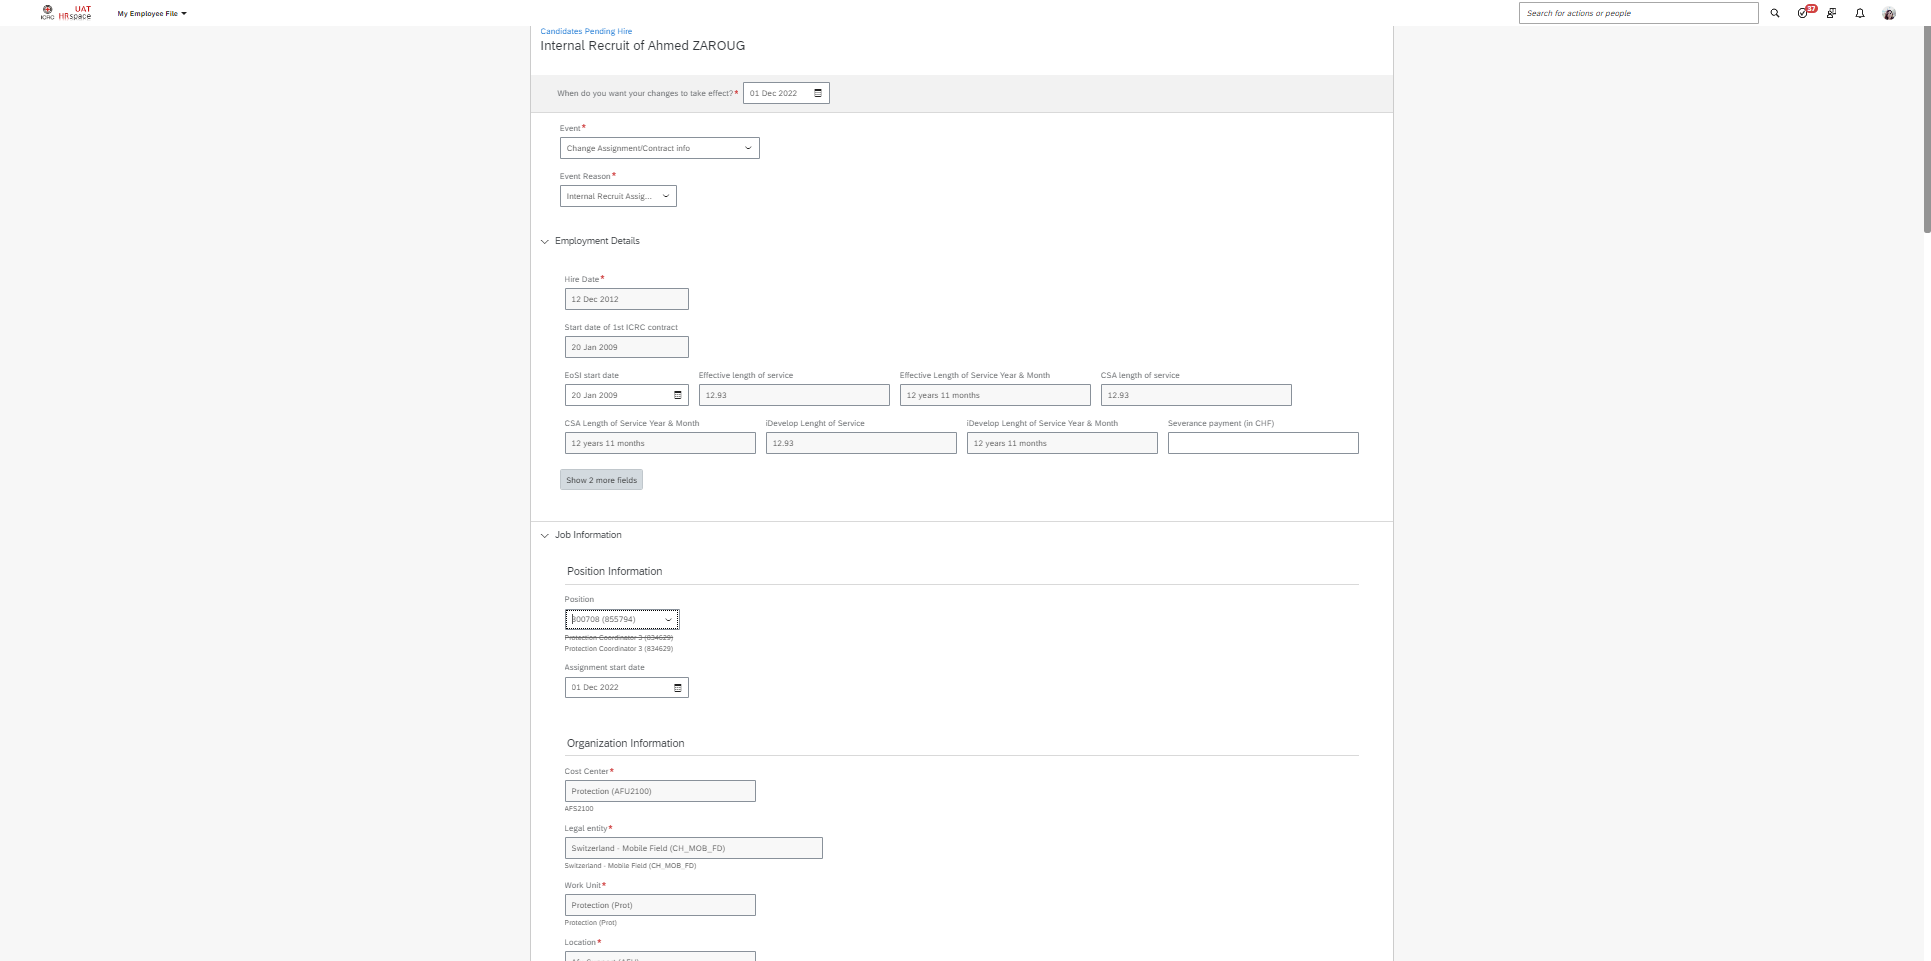 ICRC
UAT
HRspace
My Employee File
Search for actions or people
37
Candidates Pending Hire
Internal Recruit of Ahmed ZAROUG
When do you want your changes to take effect?*
01 Dec 2022
Event*
Change Assignment/Contract info
Event Reason*
Internal Recruit Assig...
Employment Details
Hire Date*
12 Dec 2012
Start date of 1st ICRC contract
20 Jan 2009
EoSI start date Effective length of service Effective Length of Service Year & Month CSA length of service
20 Jan 2009 12.93 12 years 11 months 12.93
CSA Length of Service Year & Month iDevelop Lenght of Service iDevelop Lenght of Service Year & Month Severance payment (in CHF)
12 years 11 months 12.93 12 years 11 months
Show 2 more fields
Job Information
Position Information
Position
300708 (855794)
Protection Coordinator 3 (834629)
Protection Coordinator 3 (834629)
Assignment start date
01 Dec 2022
Organization Information
Cost Center*
Protection (AFU2100)
AFS2100
Legal entity*
Switzerland - Mobile Field (CH_MOB_FD)
Switzerland - Mobile Field (CH_MOB_FD)
Work Unit*
Protection (Prot)
Protection (Prot)
Location*